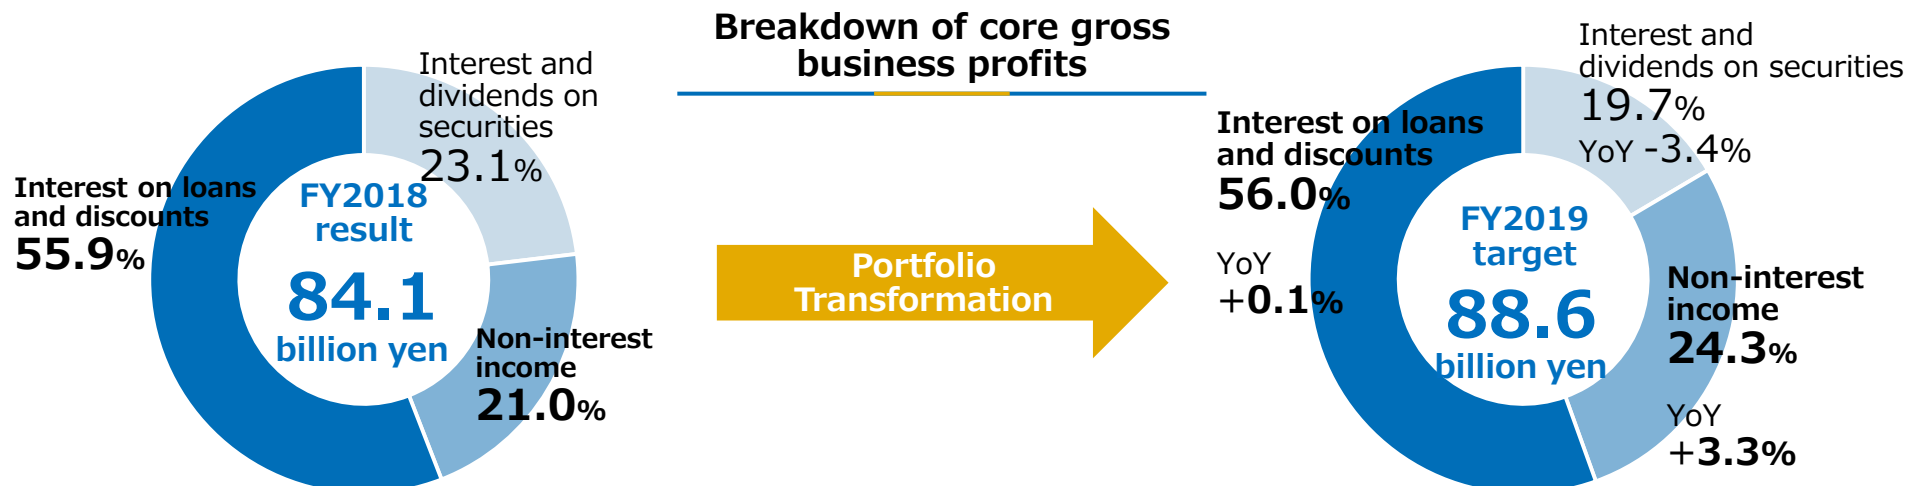 Breakdown of core gross
business profits
Interest and
dividends on
securities
23.1%
Interest on loans
and discounts
55.9%
FY2018
result
84.1
billion yen
Non-interest
income
21.0%
Portfolio
Transformation
Interest and
dividends on securities
19.7%
YoY -3.4%
Interest on loans
and discounts
56.0%
YoY
+0.1%
FY2019
target
88.6
billion yen
Non-interest
income
24.3%
YoY
+3.3%